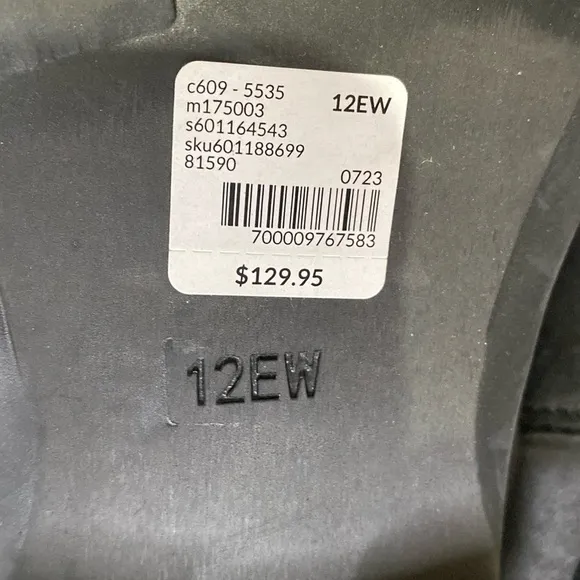 c609 - 5535
m175003 12EW
s601164543
sku601188699
81590
0723
700009767583
$129.95
12EW